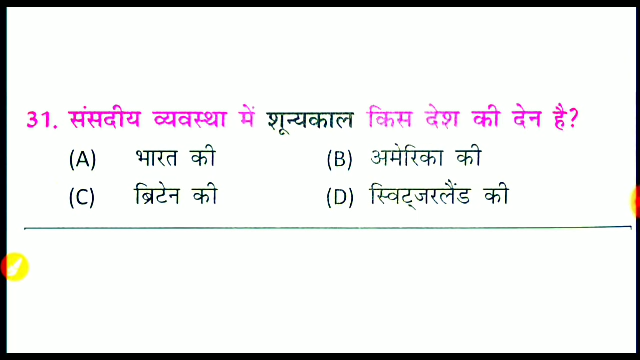 31. संसदीय व्यवस्था में शून्यकाल किस देश की देन है?
(A) भारत की (B) अमेरिका की
(C) ब्रिटेन की (D) स्विट्जरलैंड की